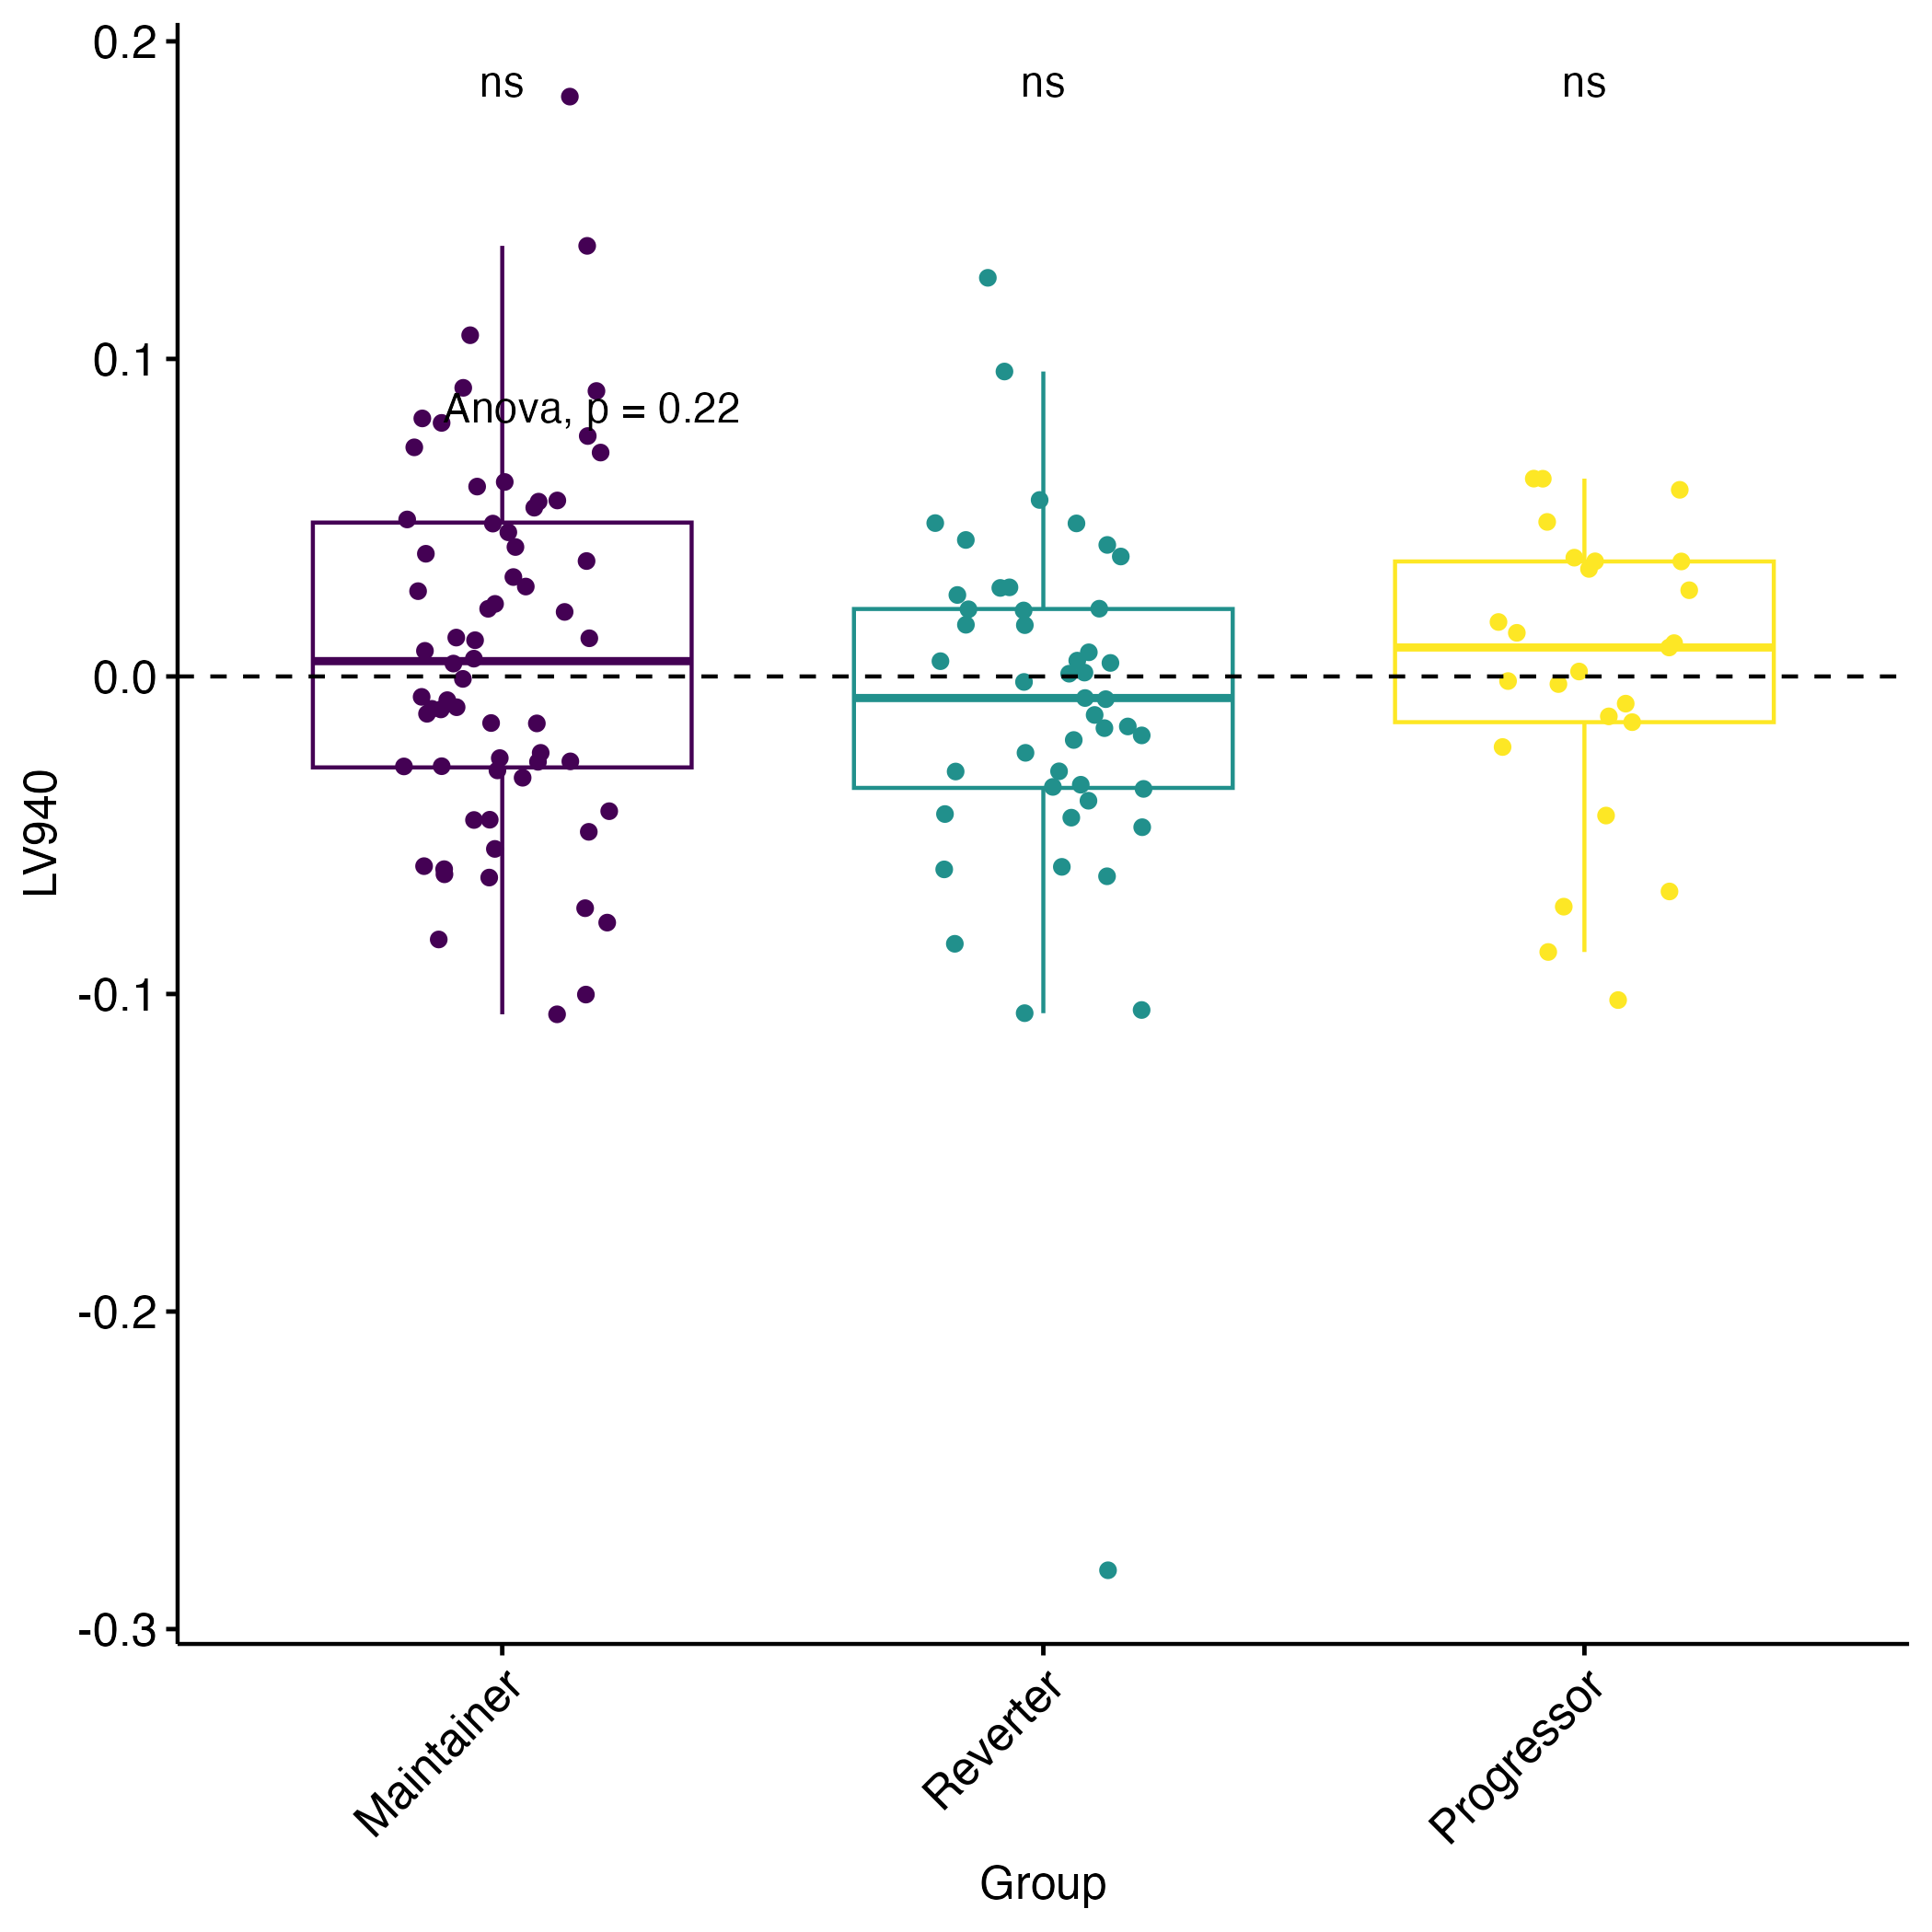 0.2
0.1
0.0
-0.1
-0.2
-0.3
LV940
ns
ns
ns
Anova, p = 0.22
Maintainer
Reverter
Progressor
Group